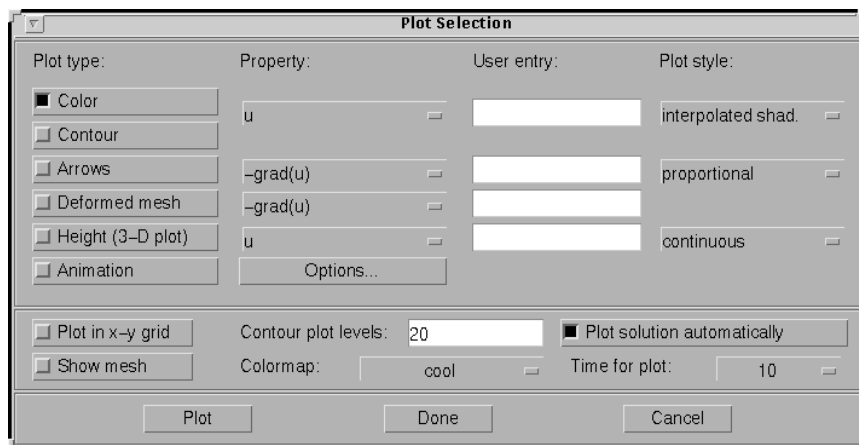 Plot Selection
Plot type: Property: User entry: Plot style:
Color
u interpolated shad.
Contour
Arrows -grad(u) proportional
Deformed mesh -grad(u)
Height (3-D plot) u continuous
Animation Options...
Plot in x-y grid Contour plot levels: 20 Plot solution automatically
Show mesh Colormap: cool Time for plot: 10
Plot Done Cancel